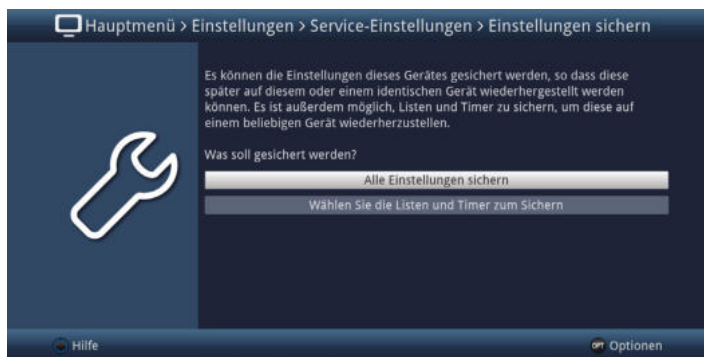 Hauptmenü > Einstellungen > Service-Einstellungen > Einstellungen sichern
Es können die Einstellungen dieses Gerätes gesichert werden, so dass diese
später auf diesem oder einem identischen Gerät wiederhergestellt werden
können. Es ist außerdem möglich, Listen und Timer zu sichern, um diese auf
einem beliebigen Gerät wiederherzustellen.
Was soll gesichert werden?
Alle Einstellungen sichern
Wählen Sie die Listen und Timer zum Sichern
Hilfe
OPT Optionen